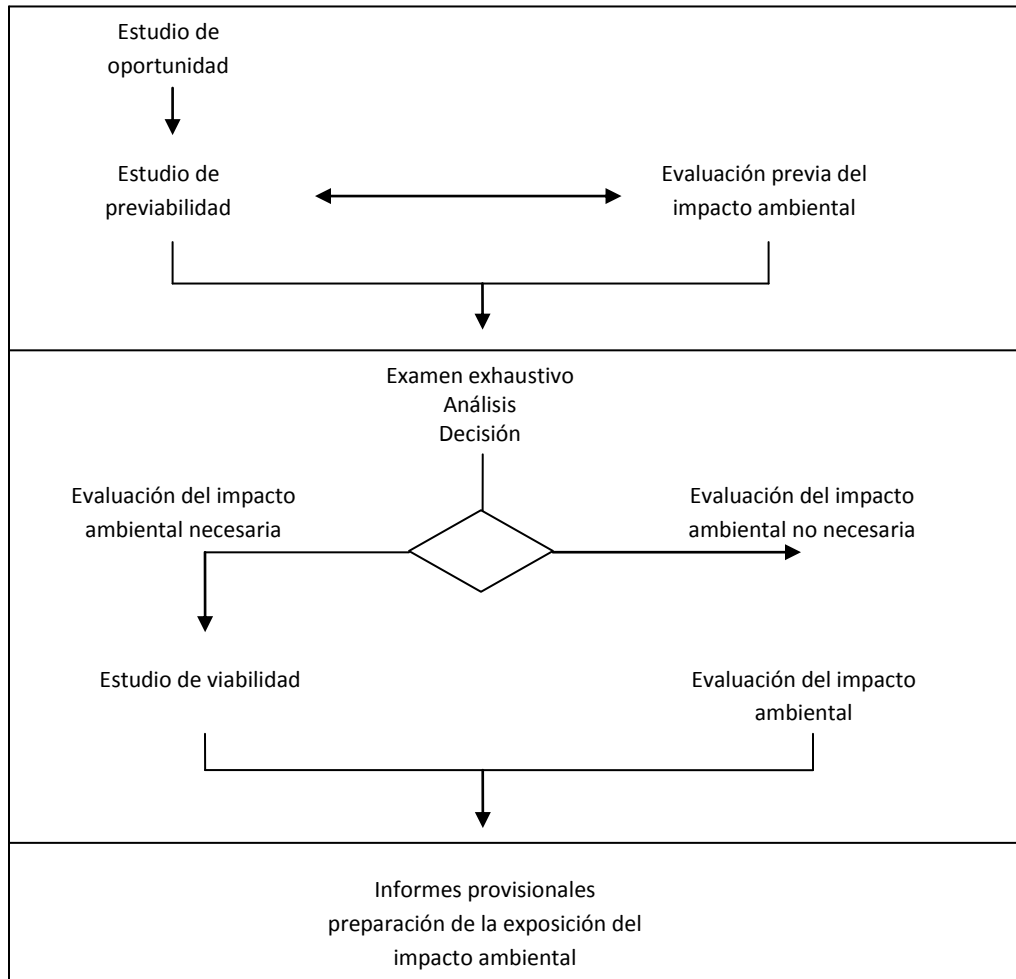 Estudio de
oportunidad
Estudio de
previabilidad
Evaluación previa del
impacto ambiental
Examen exhaustivo
Análisis
Decisión
Evaluación del impacto
ambiental necesaria
Evaluación del impacto
ambiental no necesaria
Estudio de viabilidad
Evaluación del impacto
ambiental
Informes provisionales
preparación de la exposición del
impacto ambiental